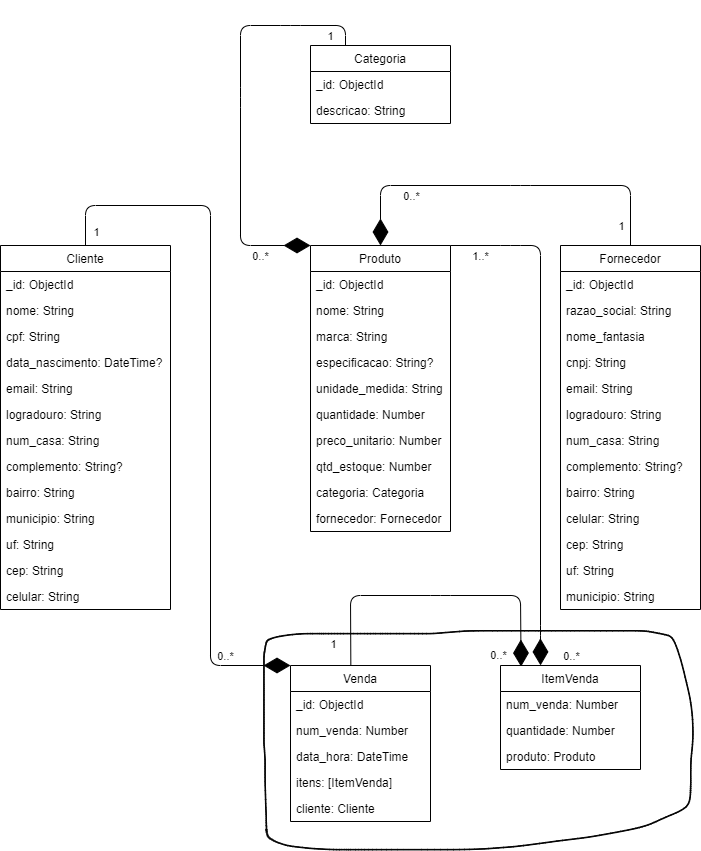 1
Categoria
_id: ObjectId
descricao: String
0..*
1
1
0..*
1..*
Cliente
_id: ObjectId
nome: String
cpf: String
data_nascimento: DateTime?
email: String
logradouro: String
num_casa: String
complemento: String?
bairro: String
municipio: String
uf: String
cep: String
celular: String
Produto
_id: ObjectId
nome: String
marca: String
especificacao: String?
unidade_medida: String
quantidade: Number
preco_unitario: Number
qtd_estoque: Number
categoria: Categoria
fornecedor: Fornecedor
Fornecedor
_id: ObjectId
razao_social: String
nome_fantasia
cnpj: String
email: String
logradouro: String
num_casa: String
complemento: String?
bairro: String
celular: String
cep: String
uf: String
municipio: String
0..*
1
0..*
0..*
Venda
_id: ObjectId
num_venda: Number
data_hora: DateTime
itens: [ItemVenda]
cliente: Cliente
ItemVenda
num_venda: Number
quantidade: Number
produto: Produto